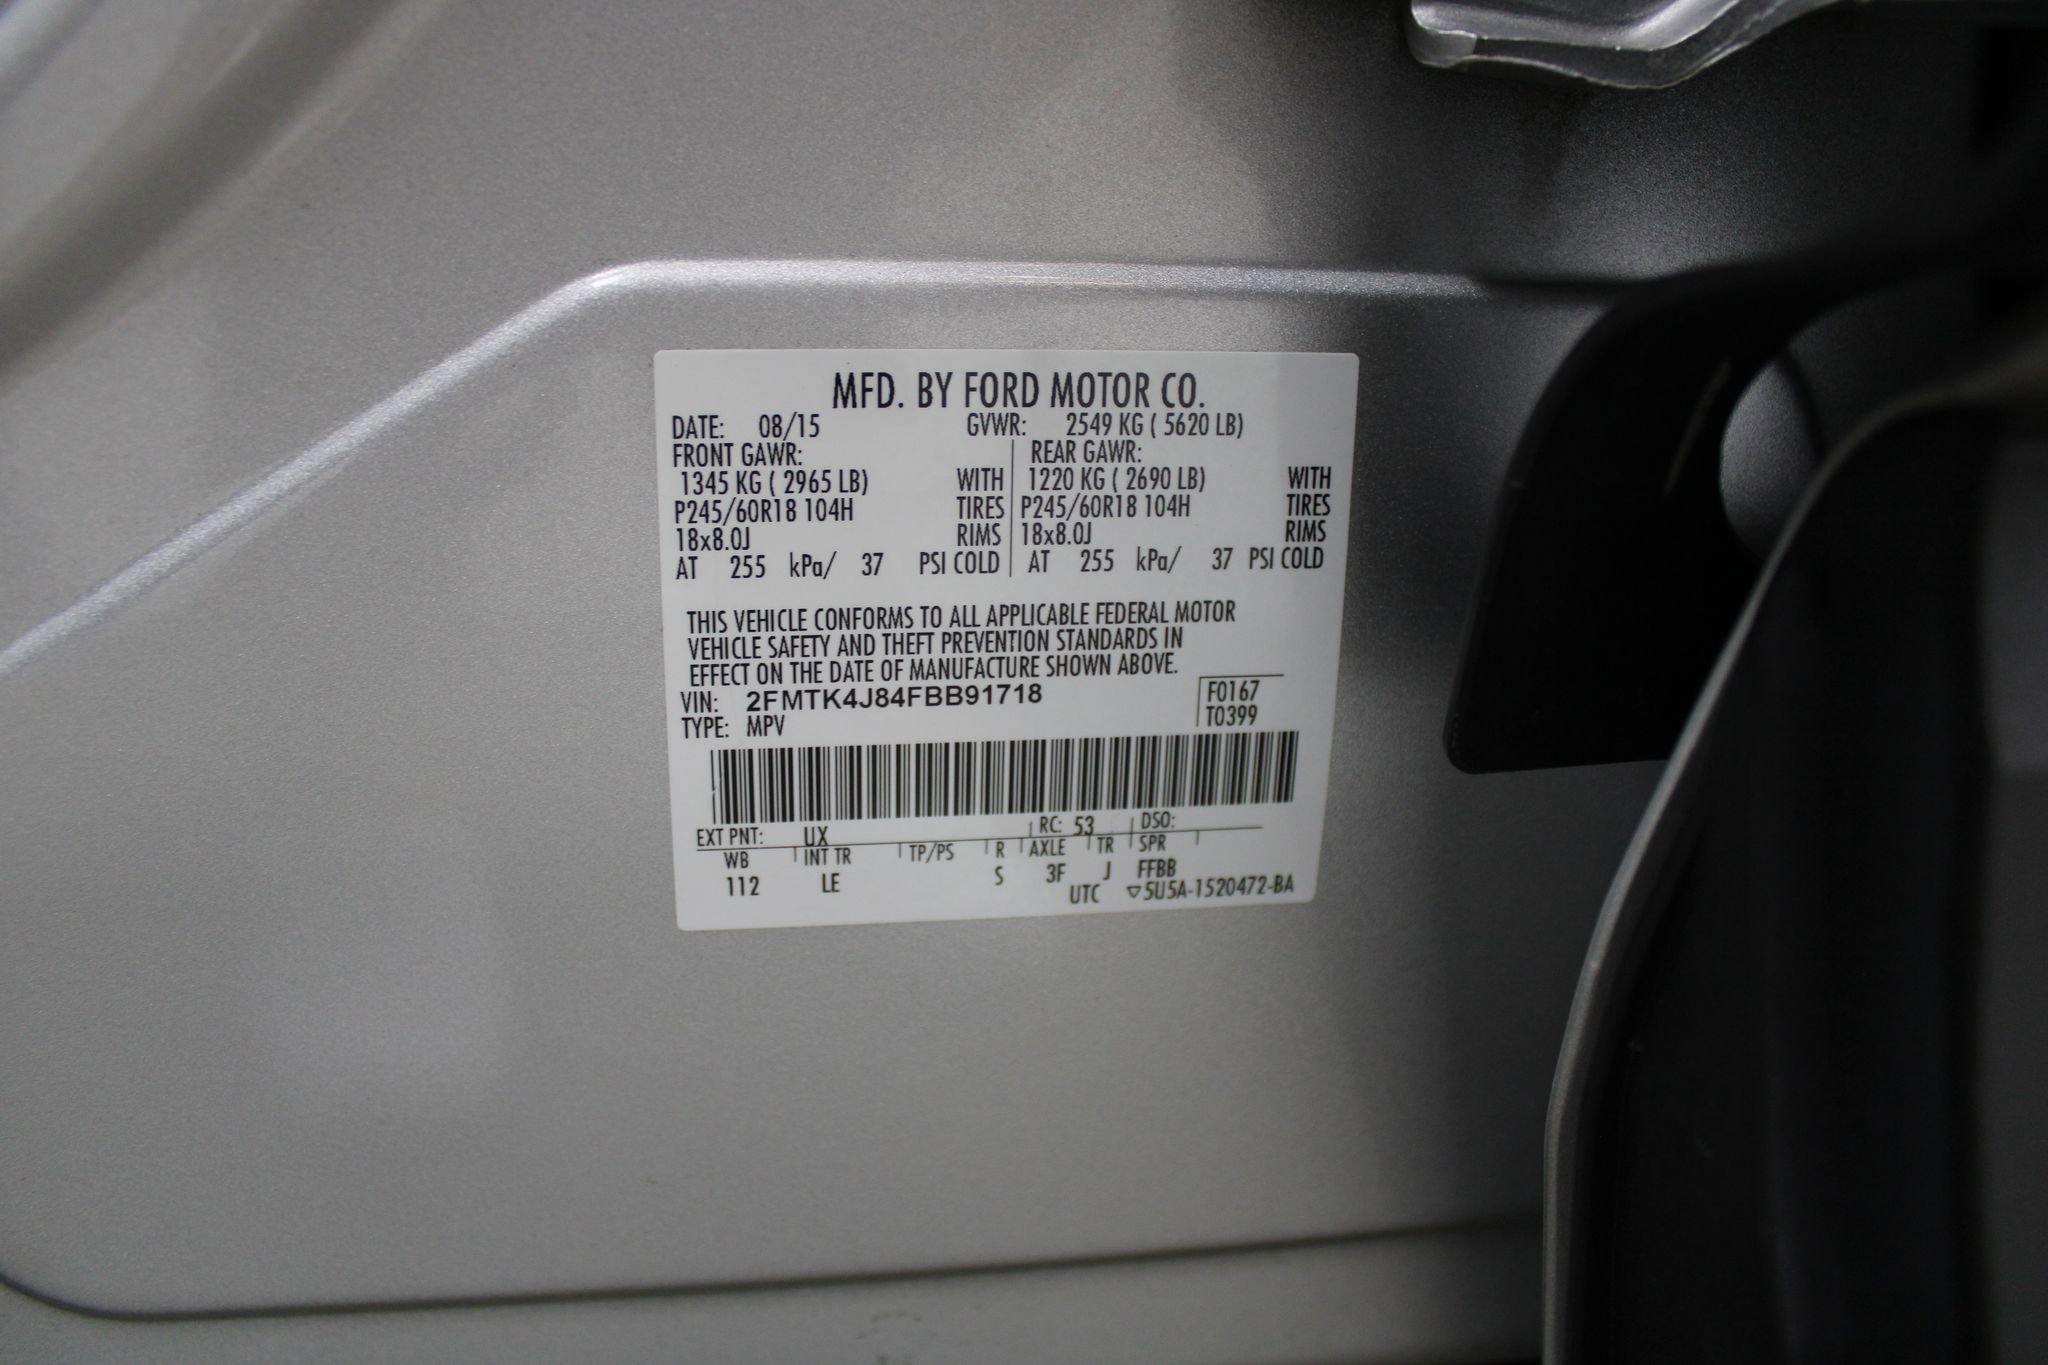 MFD. BY FORD MOTOR CO.
DATE: 08/15 GVWR: 2549 KG ( 5620 LB)
FRONT GAWR: REAR GAWR:
1345 KG ( 2965 LB) WITH 1220 KG ( 2690 LB) WITH
P245/60R18 104H TIRES P245/60R18 104H TIRES
18x8.0J RIMS 18x8.0J RIMS
AT 255 kPa/ 37 PSI COLD AT 255 kPa/ 37 PSI COLD
THIS VEHICLE CONFORMS TO ALL APPLICABLE FEDERAL MOTOR
VEHICLE SAFETY AND THEFT PREVENTION STANDARDS IN
EFFECT ON THE DATE OF MANUFACTURE SHOWN ABOVE.
VIN: 2FMTK4J84FBB91718 F0167
TYPE: MPV T0399
EXT PNT: UX RC: 53 DSO:
WB INT TR TP/PS R AXLE TR SPR
112 LE S 3F J FFBB
UTC ▽5U5A-1520472-BA